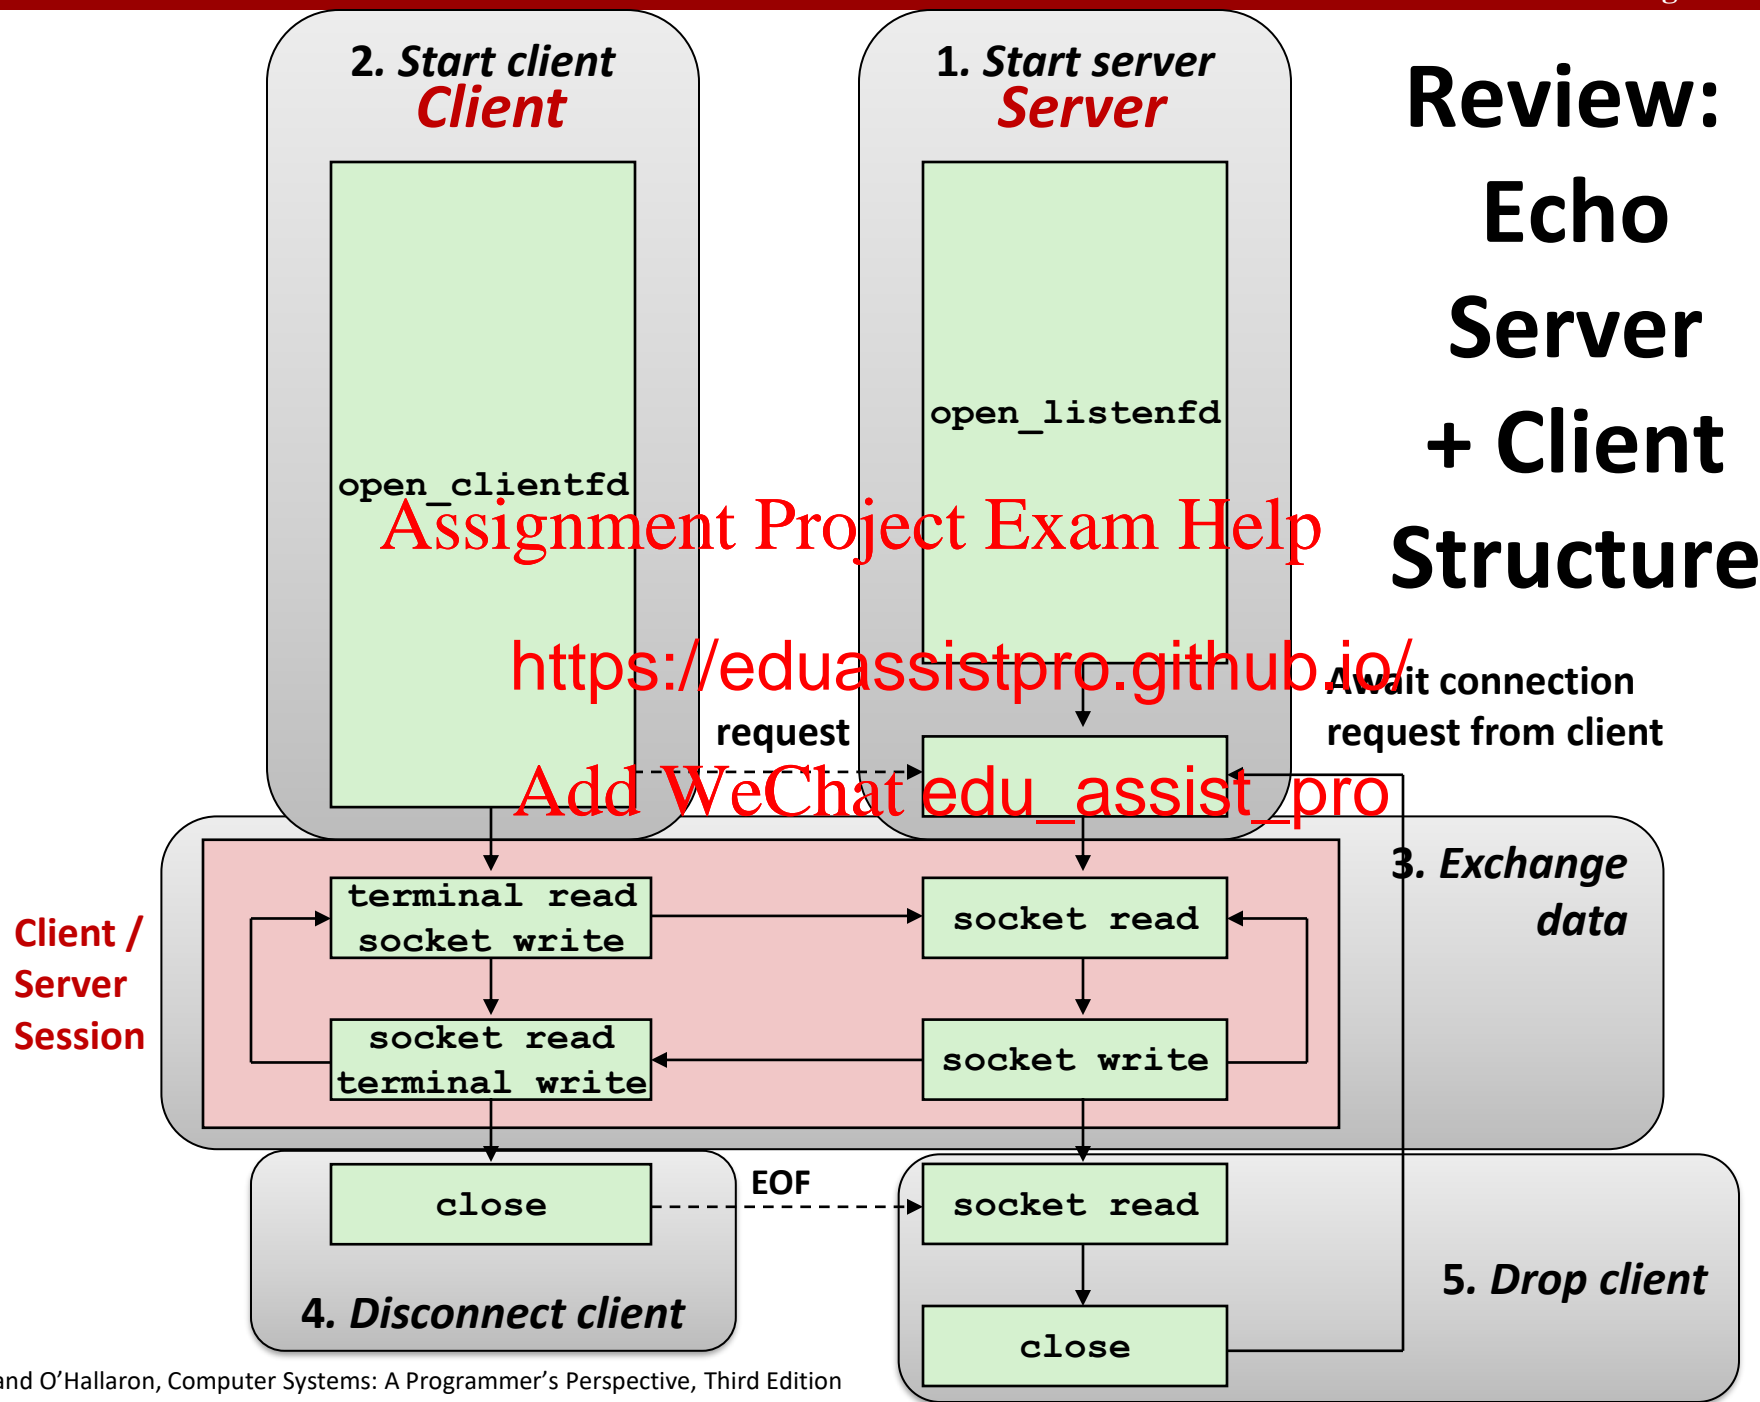 2. Start client
Client
1. Start server
Server
Review:
Echo
Server
+ Client
Structure
open_listenfd
open_clientfd
Assignment Project Exam Help
https://eduassistpro.github.io/
Await connection
request from client
request
Add WeChat edu_assist_pro
3. Exchange
data
Client /
Server
Session
terminal read
socket write
socket read
socket read
terminal write
socket write
close
EOF
socket read
4. Disconnect client
5. Drop client
close
and O'Hallaron, Computer Systems: A Programmer's Perspective, Third Edition